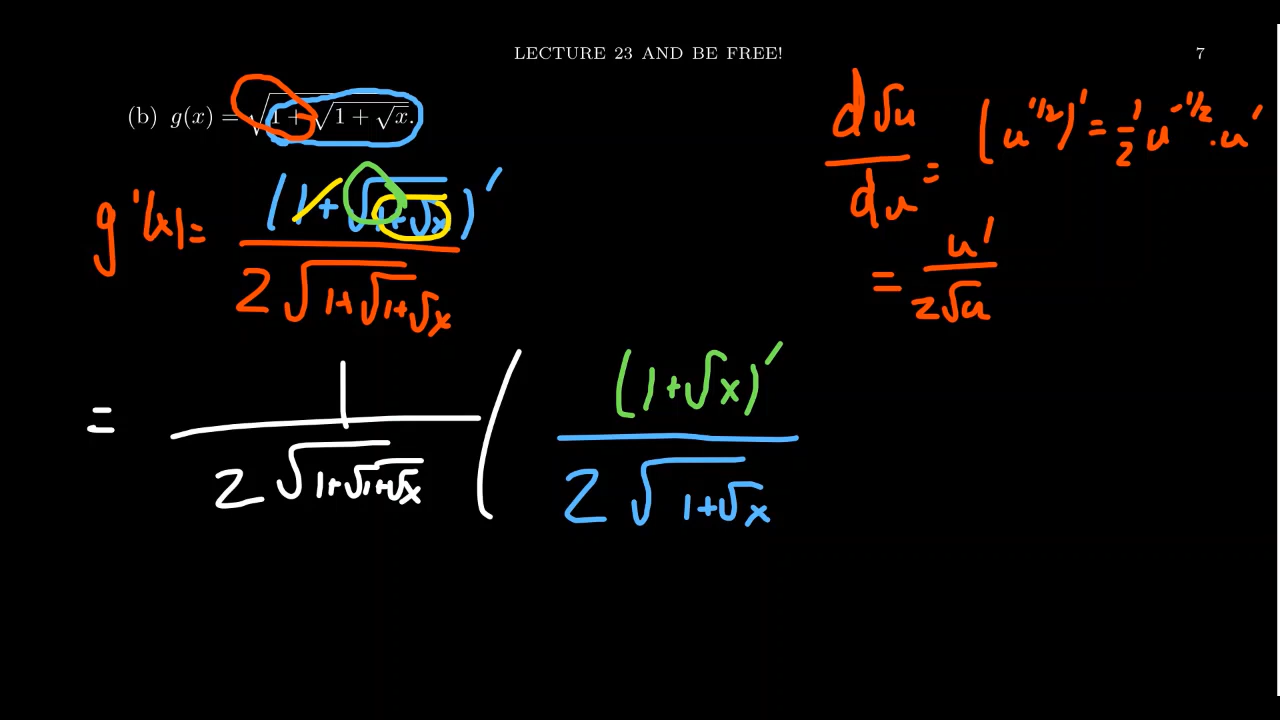 LECTURE 23 AND BE FREE! 7
(b) g(x) = √(1 + √(1 + √x)).
d√u/du = (u^(1/2))' = 1/2 u^(-1/2) · u'
= u'/(2√u)
g'(x) = (1 + √(1+√x))' / (2√(1+√(1+√x)))
= 1/(2√(1+√(1+√x))) ( (1+√x)' / (2√(1+√x))